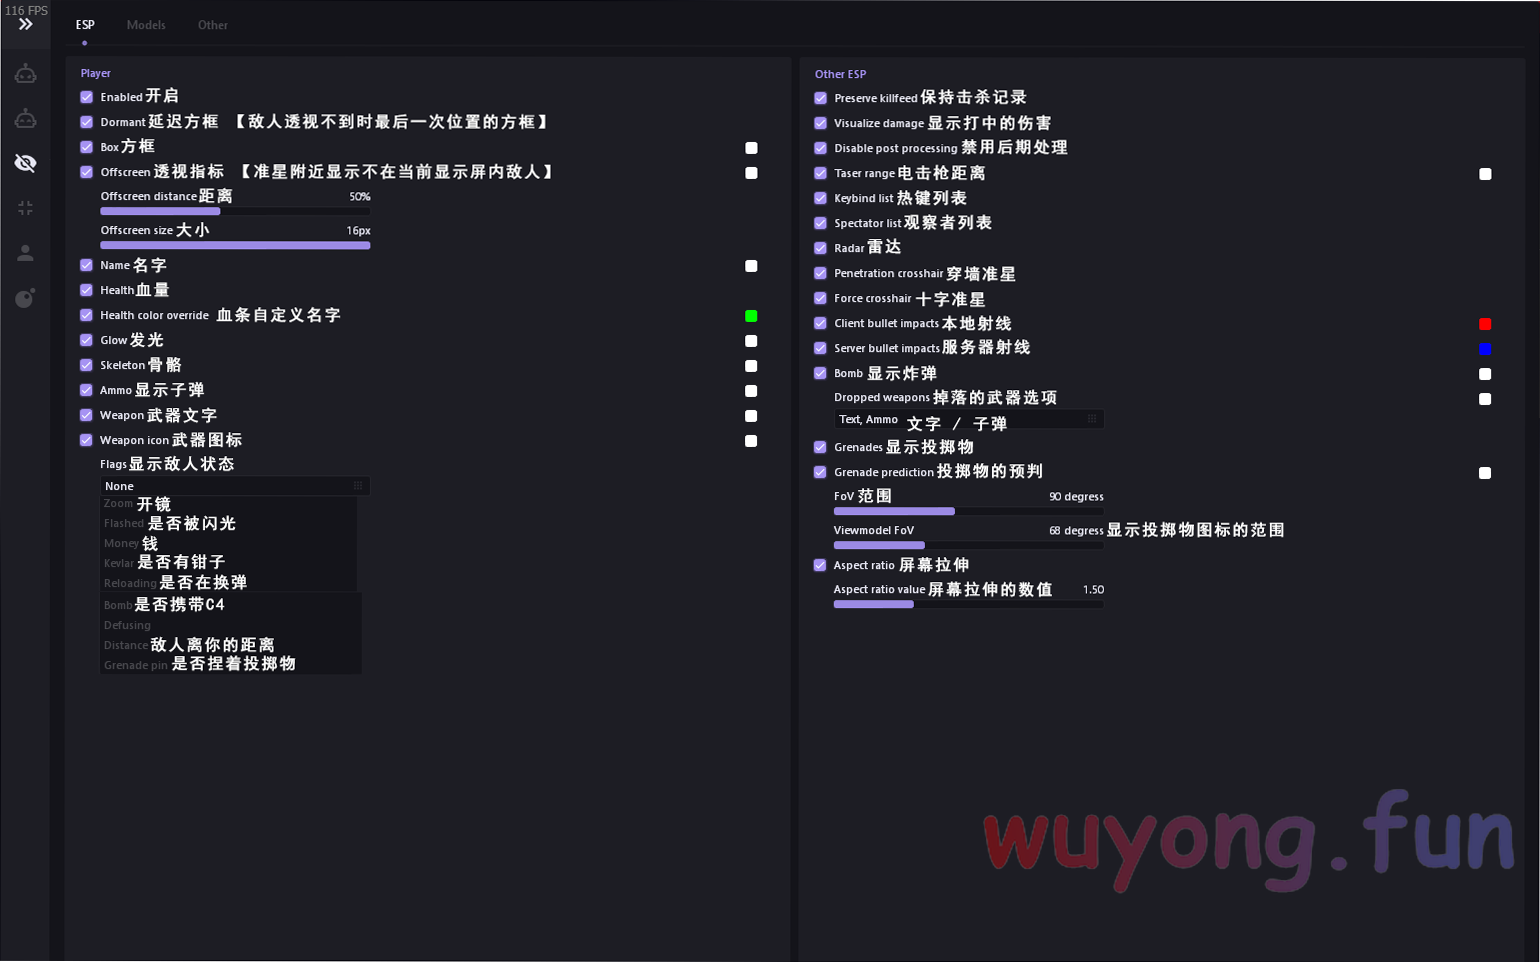 116 FPS
ESP Models Other
Player
Enabled 开启
Dormant 延迟方框 【敌人透视不到时最后一次位置的方框】
Box 方框
Offscreen 透视指标 【准星附近显示不在当前显示屏内敌人】
Offscreen distance 距离 50%
Offscreen size 大小 16px
Name 名字
Health 血量
Health color override 血条自定义名字
Glow 发光
Skeleton 骨骼
Ammo 显示子弹
Weapon 武器文字
Weapon icon 武器图标
Flags 显示敌人状态
None
Zoom 开镜
Flashed 是否被闪光
Money 钱
Kevlar 是否有钳子
Reloading 是否在换弹
Bomb 是否携带C4
Defusing
Distance 敌人离你的距离
Grenade pin 是否捏着投掷物
Other ESP
Preserve killfeed 保持击杀记录
Visualize damage 显示打中的伤害
Disable post processing 禁用后期处理
Taser range 电击枪距离
Keybind list 热键列表
Spectator list 观察者列表
Radar 雷达
Penetration crosshair 穿墙准星
Force crosshair 十字准星
Client bullet impacts 本地射线
Server bullet impacts 服务器射线
Bomb 显示炸弹
Dropped weapons 掉落的武器选项
Text, Ammo 文字 / 子弹
Grenades 显示投掷物
Grenade prediction 投掷物的预判
FoV 范围 90 degress
Viewmodel FoV 68 degress 显示投掷物图标的范围
Aspect ratio 屏幕拉伸
Aspect ratio value 屏幕拉伸的数值 1.50
wuyong.fun